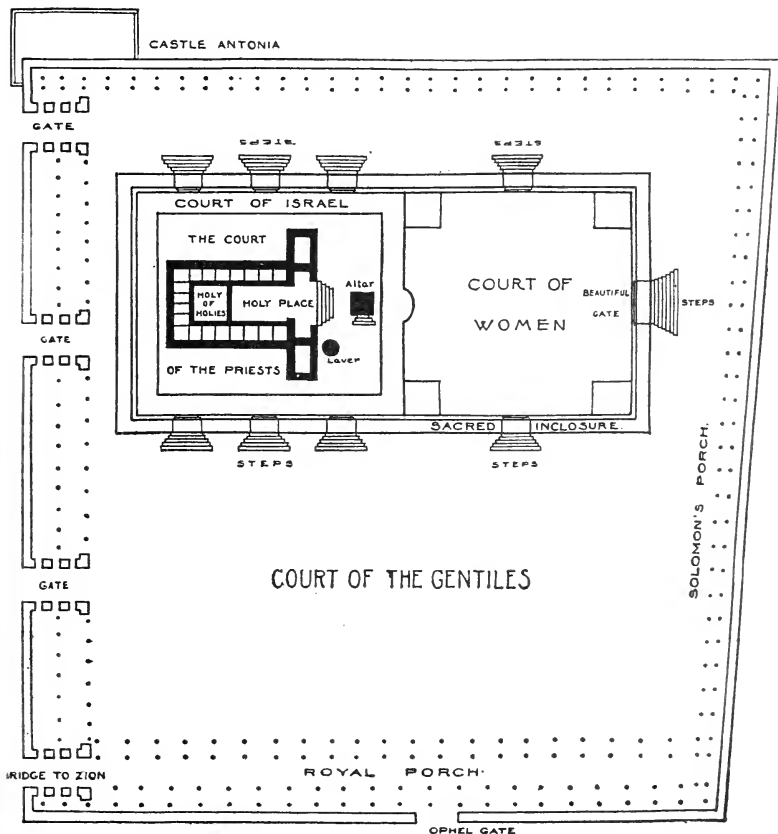 CASTLE ANTONIA
GATE
STEPS
STEPS
COURT OF ISRAEL
THE COURT
HOLY OF HOLIES
HOLY PLACE
Altar
COURT OF
WOMEN
BEAUTIFUL
GATE
STEPS
GATE
Laver
OF THE PRIESTS
SACRED INCLOSURE.
STEPS
STEPS
SOLOMON'S PORCH.
GATE
COURT OF THE GENTILES
RIDGE TO ZION
ROYAL PORCH.
OPHEL GATE